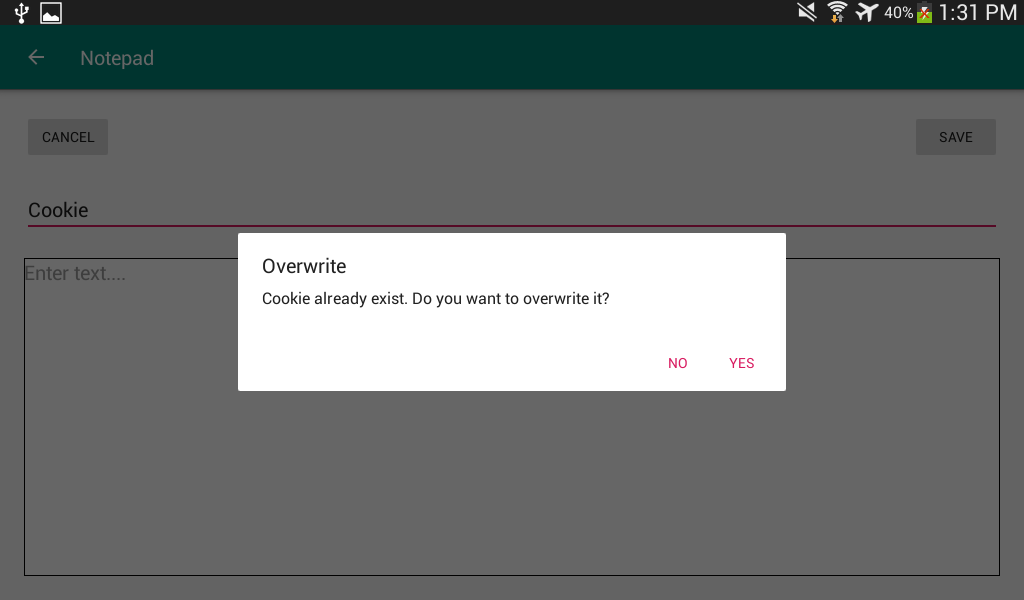 40% 1:31 PM
Notepad
CANCEL
SAVE
Cookie
Enter text....
Overwrite
Cookie already exist. Do you want to overwrite it?
NO
YES